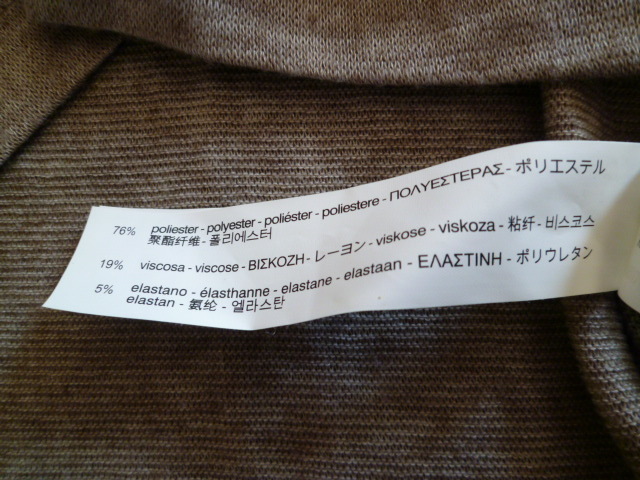 76% poliester - polyester - poliéster - poliestere - ΠΟΛΥΕΣΤΕΡΑΣ - ポリエステル
聚酯纤维 - 폴리에스터
19% viscosa - viscose - ΒΙΣΚΟΖΗ - レーヨン - viskose - viskoza - 粘纤 - 비스코스
5% elastano - élasthanne - elastane - elastaan - ΕΛΑΣΤΙΝΗ - ポリウレタン
elastan - 氨纶 - 엘라스탄